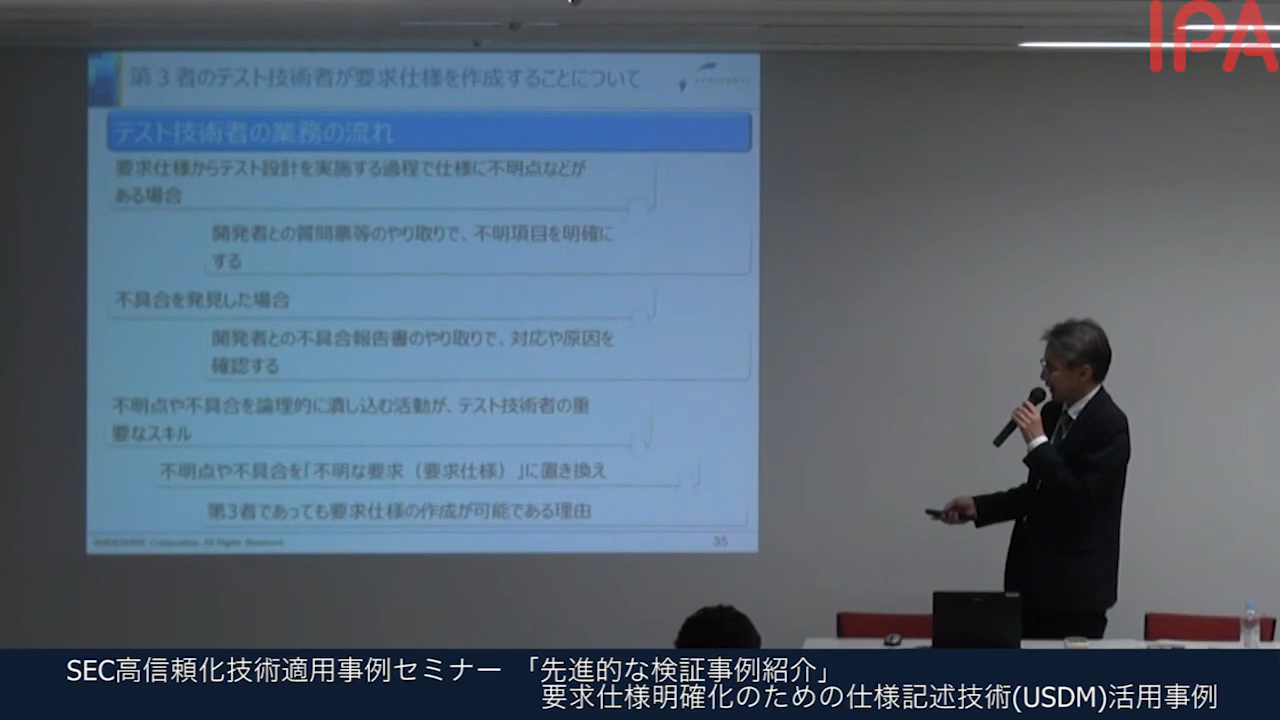 IPA
第３者のテスト技術者が要求仕様を作成することについて
テスト技術者の業務の流れ
要求仕様からテスト設計を実施する過程で仕様に不明点などが
ある場合
開発者との質問票等のやり取りで、不明項目を明確に
する
不具合を発見した場合
開発者との不具合報告書のやり取りで、対応や原因を
確認する
不明点や不具合を論理的に潰し込む活動が、テスト技術者の重
要なスキル
不明点や不具合を「不明な要求（要求仕様）」に置き換え
第3者であっても要求仕様の作成が可能である理由
Corporation. All Rights Reserved.
35
SEC高信頼化技術適用事例セミナー 「先進的な検証事例紹介」
要求仕様明確化のための仕様記述技術(USDM)活用事例